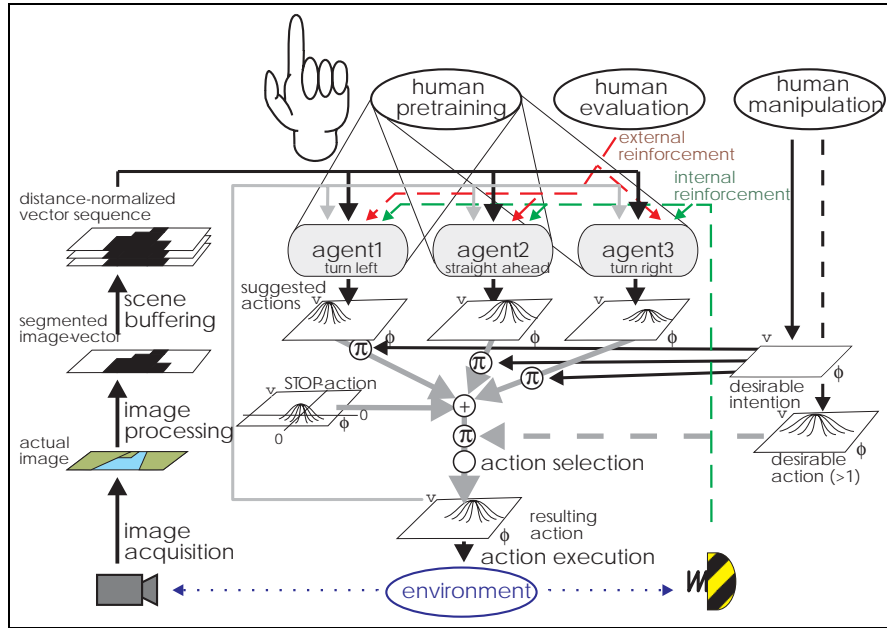 human
pretraining
human
evaluation
human
manipulation
external
reinforcement
internal
reinforcement
distance-normalized
vector sequence
agent1
turn left
agent2
straight ahead
agent3
turn right
suggested
actions
v
ϕ
v
ϕ
v
ϕ
scene
buffering
segmented
image-vector
π
π
π
v
ϕ
desirable
intention
STOP-action
v
0
ϕ
0
+
image
processing
actual
image
π
action selection
v
ϕ
desirable
action (>1)
v
ϕ
resulting
action
image
acquisition
action execution
environment